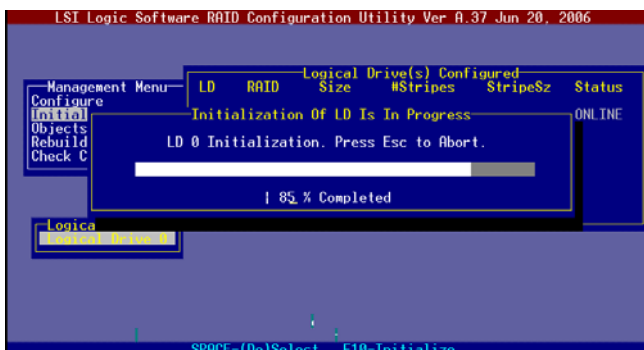 LSI Logic Software RAID Configuration Utility Ver A.37 Jun 20, 2006
Logical Drive(s) Configured
LD RAID Size #Stripes StripeSz Status
ONLINE
Management Menu
Configure
Initial
Objects
Rebuild
Check C
Initialization Of LD Is In Progress
LD 0 Initialization. Press Esc to Abort.
| 85 % Completed
Logica
Logical Drive 0
SPACE-(De)Select F10-Initialize